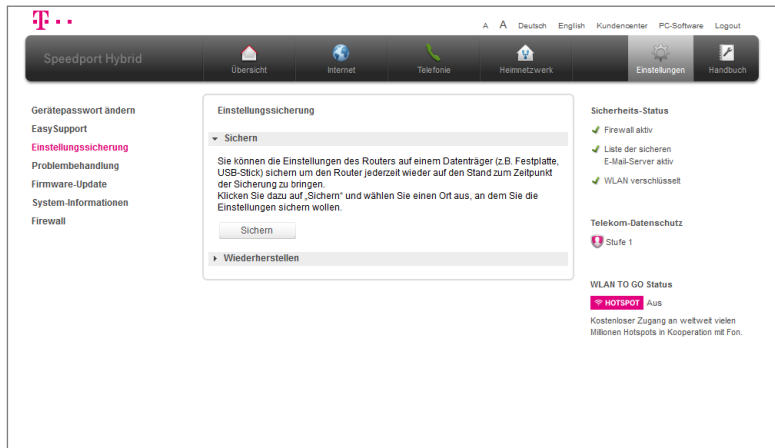 T
A A Deutsch English Kundencenter PC-Software Logout
Speedport Hybrid
Übersicht
Internet
Telefonie
Heimnetzwerk
Einstellungen
Handbuch
Gerätepasswort ändern
EasySupport
Einstellungssicherung
Problembehandlung
Firmware-Update
System-Informationen
Firewall
Einstellungssicherung
Sichern
Sie können die Einstellungen des Routers auf einem Datenträger (z.B. Festplatte,
USB-Stick) sichern um den Router jederzeit wieder auf den Stand zum Zeitpunkt
der Sicherung zu bringen.
Klicken Sie dazu auf „Sichern“ und wählen Sie einen Ort aus, an dem Sie die
Einstellungen sichern wollen.
Sichern
Wiederherstellen
Sicherheits-Status
Firewall aktiv
Liste der sicheren
E-Mail-Server aktiv
WLAN verschlüsselt
Telekom-Datenschutz
Stufe 1
WLAN TO GO Status
HOTSPOT Aus
Kostenloser Zugang an weltweit vielen
Millionen Hotspots in Kooperation mit Fon.